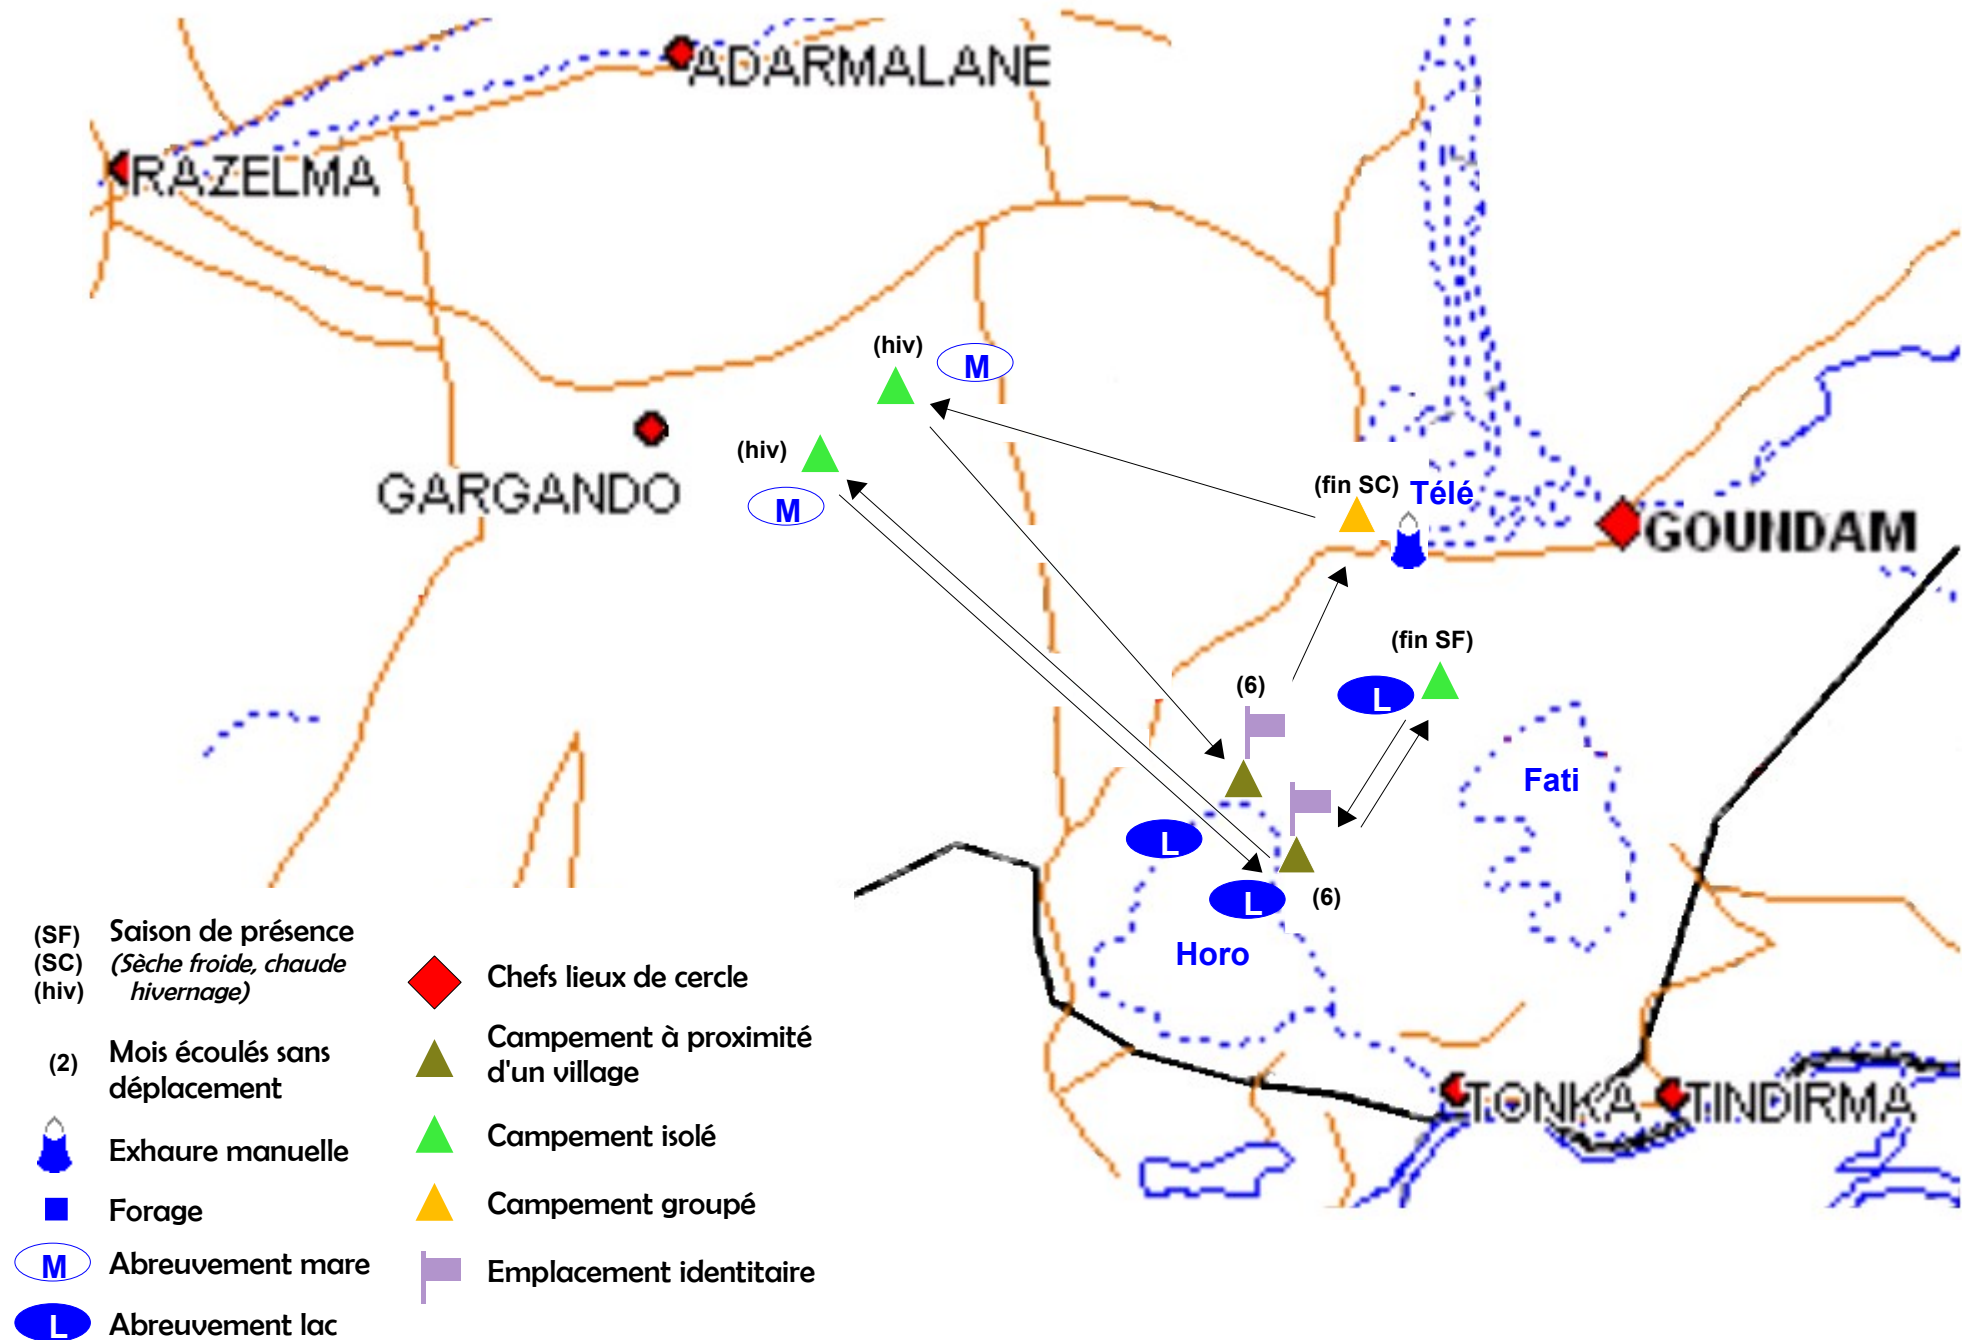 ADARMALANE
RAZELMA
(hiv)
M
(hiv)
M
GARGANDO
(fin SC)
Télé
GOUNDAM
(fin SF)
(6)
L
Fati
L
L
(6)
Horo
TONKA
TINDIRMA
(SF)
(SC)
(hiv)
Saison de présence
(Sèche froide, chaude
hivernage)
(2)
Mois écoulés sans
déplacement
Exhaure manuelle
Forage
M
Abreuvement mare
L
Abreuvement lac
Chefs lieux de cercle
Campement à proximité
d'un village
Campement isolé
Campement groupé
Emplacement identitaire